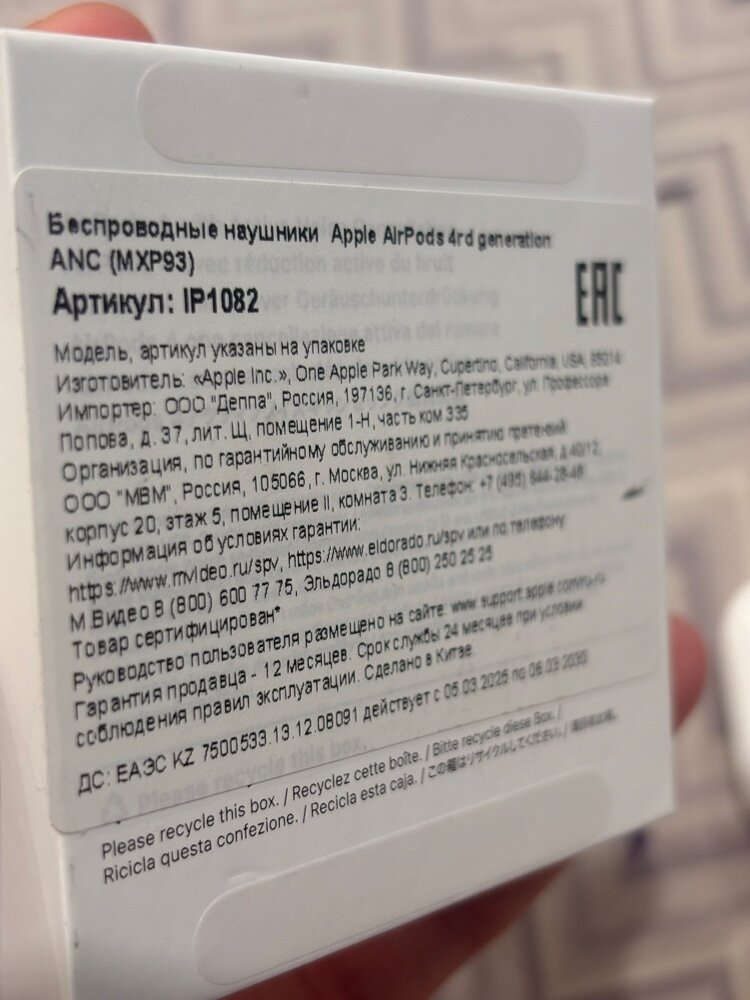 Беспроводные наушники Apple AirPods 4rd generation
ANC (MXP93)
Артикул: IP1082
EAC
Модель, артикул указаны на упаковке
Изготовитель: «Apple Inc.», One Apple Park Way, Cupertino, California, USA, 95014
Импортер: ООО "Деппа", Россия, 197136, г. Санкт-Петербург, ул. Профессора
Попова, д. 37, лит. Щ, помещение 1-Н, часть ком 335
Организация, по гарантийному обслуживанию и принятию претензий:
ООО "МВМ", Россия, 105066, г. Москва, ул. Нижняя Красносельская, д.40/12,
корпус 20, этаж 5, помещение II, комната 3. Телефон: +7 (495) 644-28-48
Информация об условиях гарантии:
https://www.mvideo.ru/spv, https://www.eldorado.ru/spv или по телефону
М.Видео 8 (800) 600 77 75, Эльдорадо 8 (800) 250 25 25
Товар сертифицирован*
Руководство пользователя размещено на сайте: www.support.apple.com/ru-ru
Гарантия продавца - 12 месяцев. Срок службы 24 месяцев при условии
соблюдения правил эксплуатации. Сделано в Китае
ДС: ЕАЭС KZ 7500533.13.12.08091 действует с 05.03.2025 по 06.03.2030
Please recycle this box. / Recyclez cette boîte. / Bitte recycle diese Box. /
Ricicla questa confezione. / Recicla esta caja. / この箱はリサイクルしてください。 /